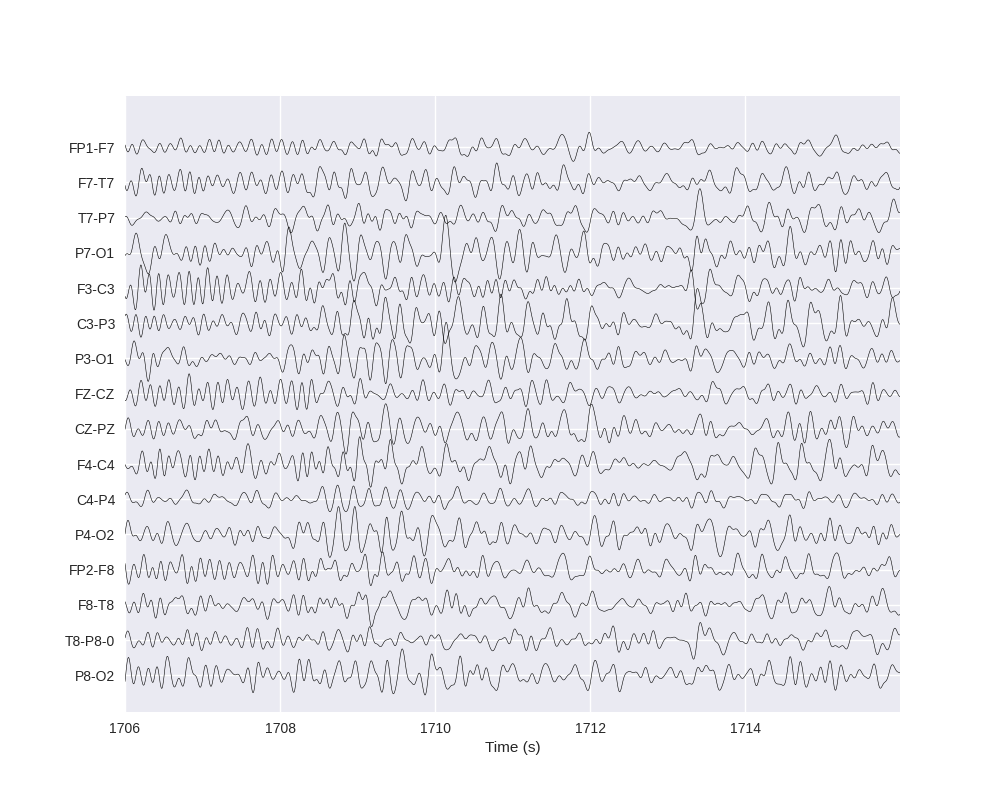 FP1-F7
F7-T7
T7-P7
P7-O1
F3-C3
C3-P3
P3-O1
FZ-CZ
CZ-PZ
F4-C4
C4-P4
P4-O2
FP2-F8
F8-T8
T8-P8-0
P8-O2
1706 1708 1710 1712 1714
Time (s)